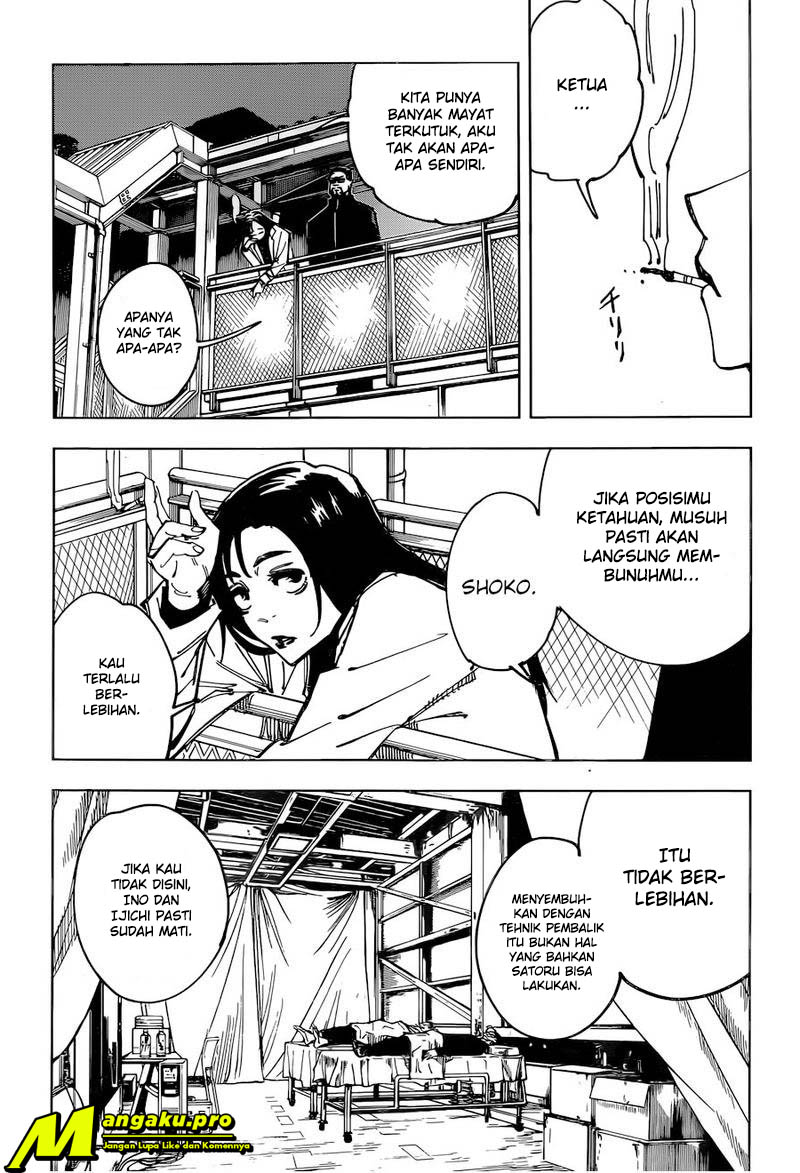 KETUA
...
チリリ
KITA PUNYA
BANYAK MAYAT
TERKUTUK, AKU
TAK AKAN APA-
APA SENDIRI.
APANYA
YANG TAK
APA-APA?
JIKA POSISIMU
KETAHUAN, MUSUH
PASTI AKAN
LANGSUNG MEM-
BUNUHMU...
SHOKO.
KAU
TERLALU
BER-
LEBIHAN.
ITU
TIDAK BER-
LEBIHAN.
MENYEMBUH-
KAN DENGAN
TEHNIK PEMBALIK
ITU BUKAN HAL
YANG BAHKAN
SATORU BISA
LAKUKAN.
JIKA KAU
TIDAK DISINI,
INO DAN
IJICHI PASTI
SUDAH MATI.
Mangaku.pro
Jangan Lupa Like dan Komennya